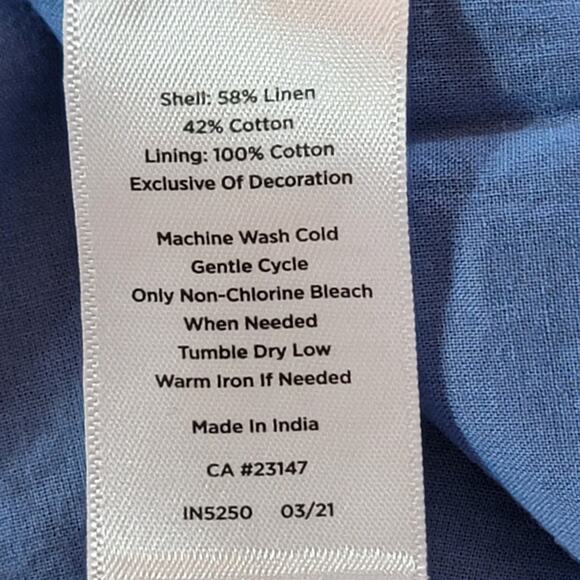 Shell: 58% Linen
42% Cotton
Lining: 100% Cotton
Exclusive Of Decoration
Machine Wash Cold
Gentle Cycle
Only Non-Chlorine Bleach
When Needed
Tumble Dry Low
Warm Iron If Needed
Made In India
CA #23147
IN5250 03/21